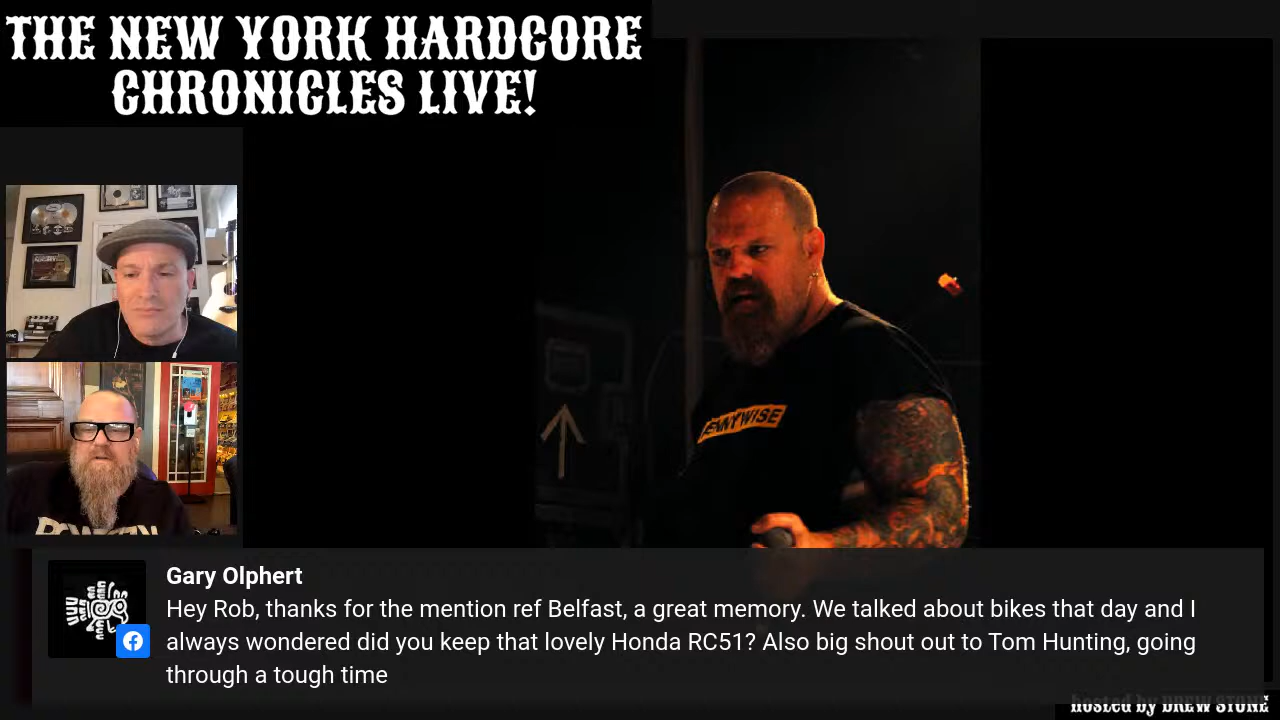 THE NEW YORK HARDCORE
CHRONICLES LIVE!
Gary Olphert
Hey Rob, thanks for the mention ref Belfast, a great memory. We talked about bikes that day and I
always wondered did you keep that lovely Honda RC51? Also big shout out to Tom Hunting, going
through a tough time
hosted by DREW STONE